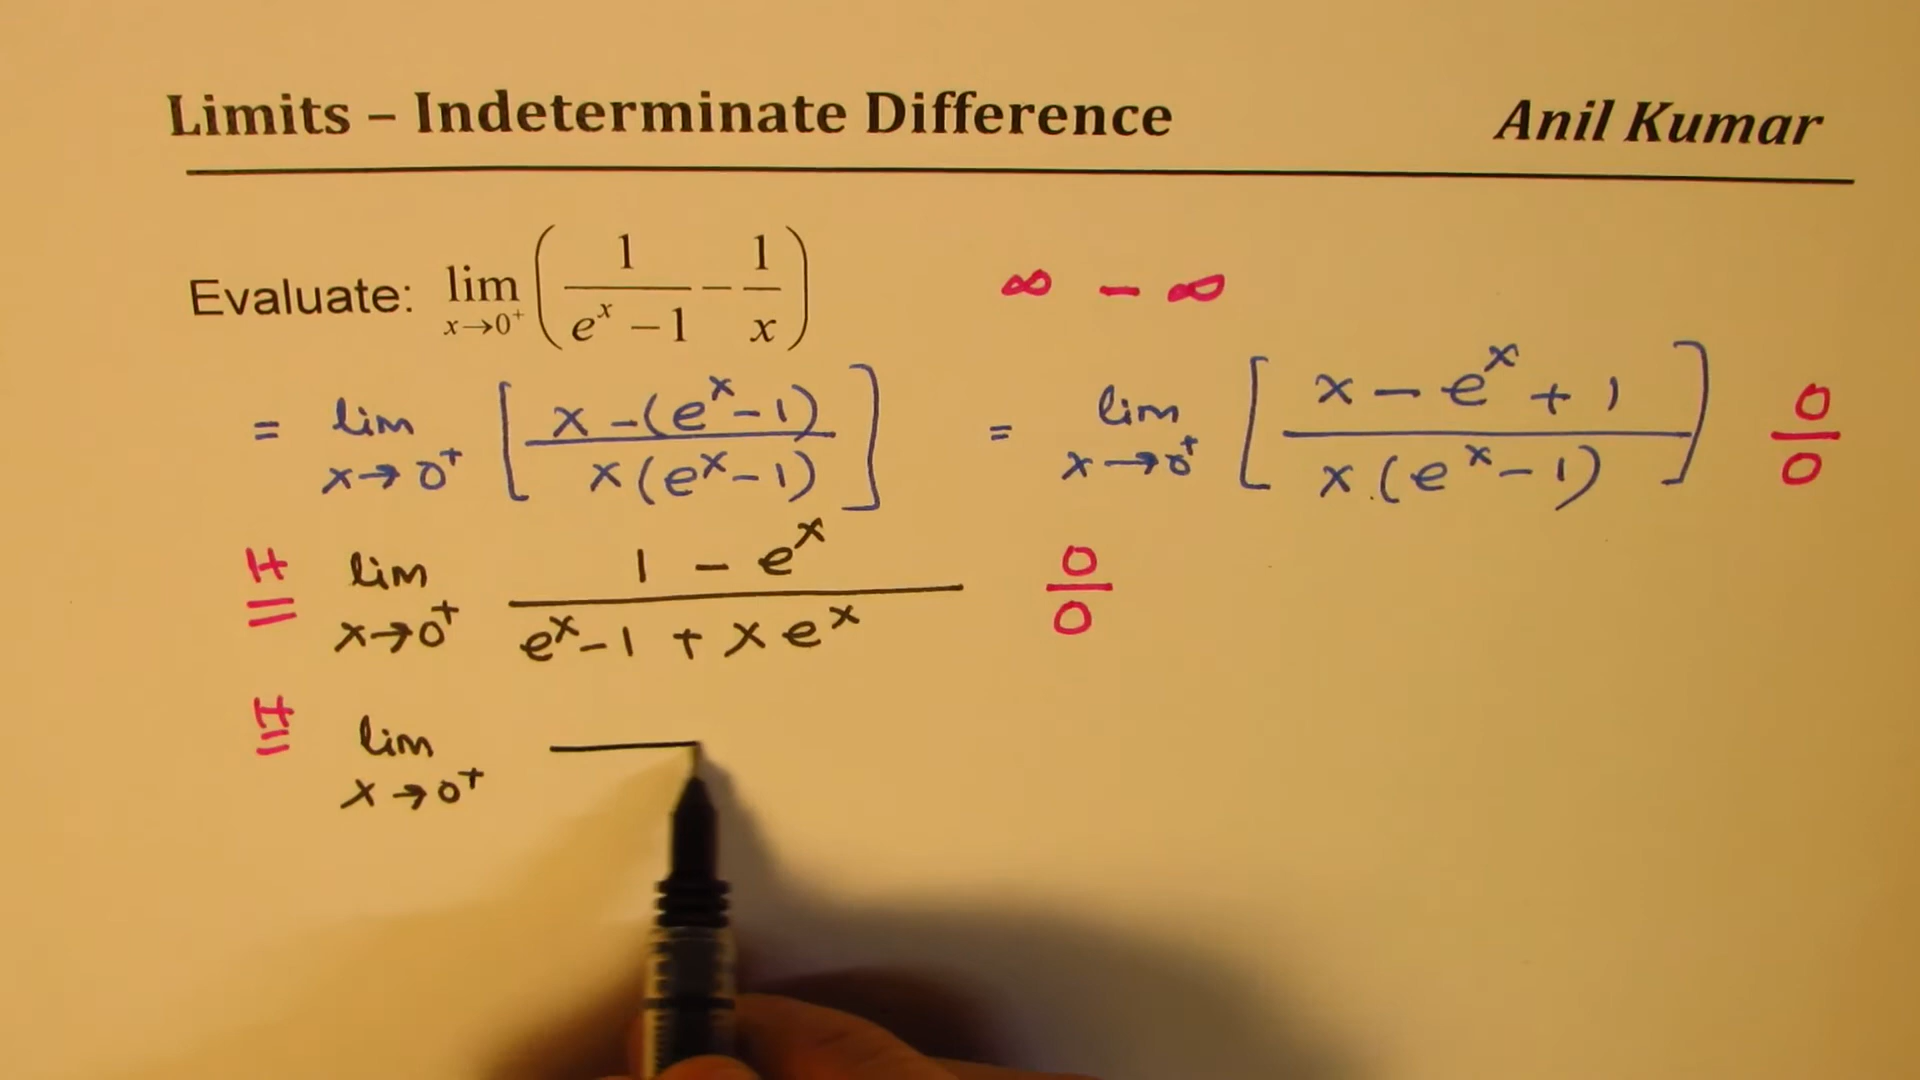 Limits – Indeterminate Difference Anil Kumar
Evaluate: lim x→0⁺ ( 1 / (eˣ − 1) − 1 / x ) ∞ − ∞
= lim x→0⁺ [ (x − (eˣ − 1)) / (x(eˣ − 1)) ] = lim x→0⁺ [ (x − eˣ + 1) / (x.(eˣ − 1)) ] 0/0
H= lim x→0⁺ (1 − eˣ) / (eˣ − 1 + x eˣ) 0/0
H= lim x→0⁺